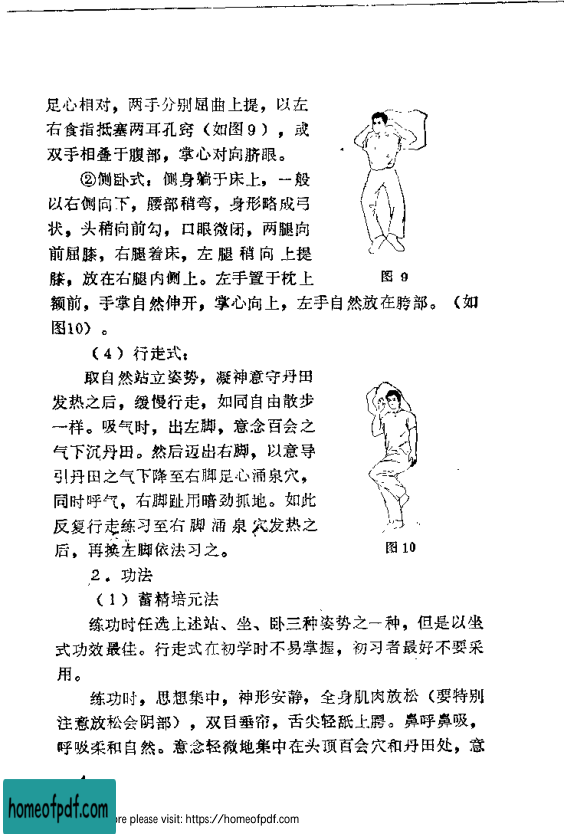 足心相对，两手分别屈曲上提，以左
右食指抵塞两耳孔窍（如图9），或
双手相叠于腹部，掌心对向脐眼。
②侧卧式：侧身躺于床上，一般
以右侧向下，腰部稍弯，身形略成弓
状，头稍向前勾，口眼微闭，两腿向
前屈膝，右腿着床，左腿稍向上提
膝，放在右腿内侧上。左手置于枕上
额前，手掌自然伸开，掌心向上，左手自然放在胯部。（如
图10）。
图 9
（4）行走式：
取自然站立姿势，凝神意守丹田
发热之后，缓慢行走，如同自由散步
一样。吸气时，出左脚，意念百会之
气下沉丹田。然后迈出右脚，以意导
引丹田之气下降至右脚足心涌泉穴，
同时呼气，右脚趾用暗劲抓地。如此
反复行走练习至右脚涌泉穴发热之
后，再换左脚依法习之。
图 10
2．功法
（1）蓄精培元法
练功时任选上述站、坐、卧三种姿势之一种，但是以坐
式功效最佳。行走式在初学时不易掌握，初习者最好不要采
用。
练功时，思想集中，神形安静，全身肌肉放松（要特别
注意放松会阴部），双目垂帘，舌尖轻舐上腭。鼻呼鼻吸，
呼吸柔和自然。意念轻微地集中在头顶百会穴和丹田处，意
homeofpdf.com
re please visit: https://homeofpdf.com